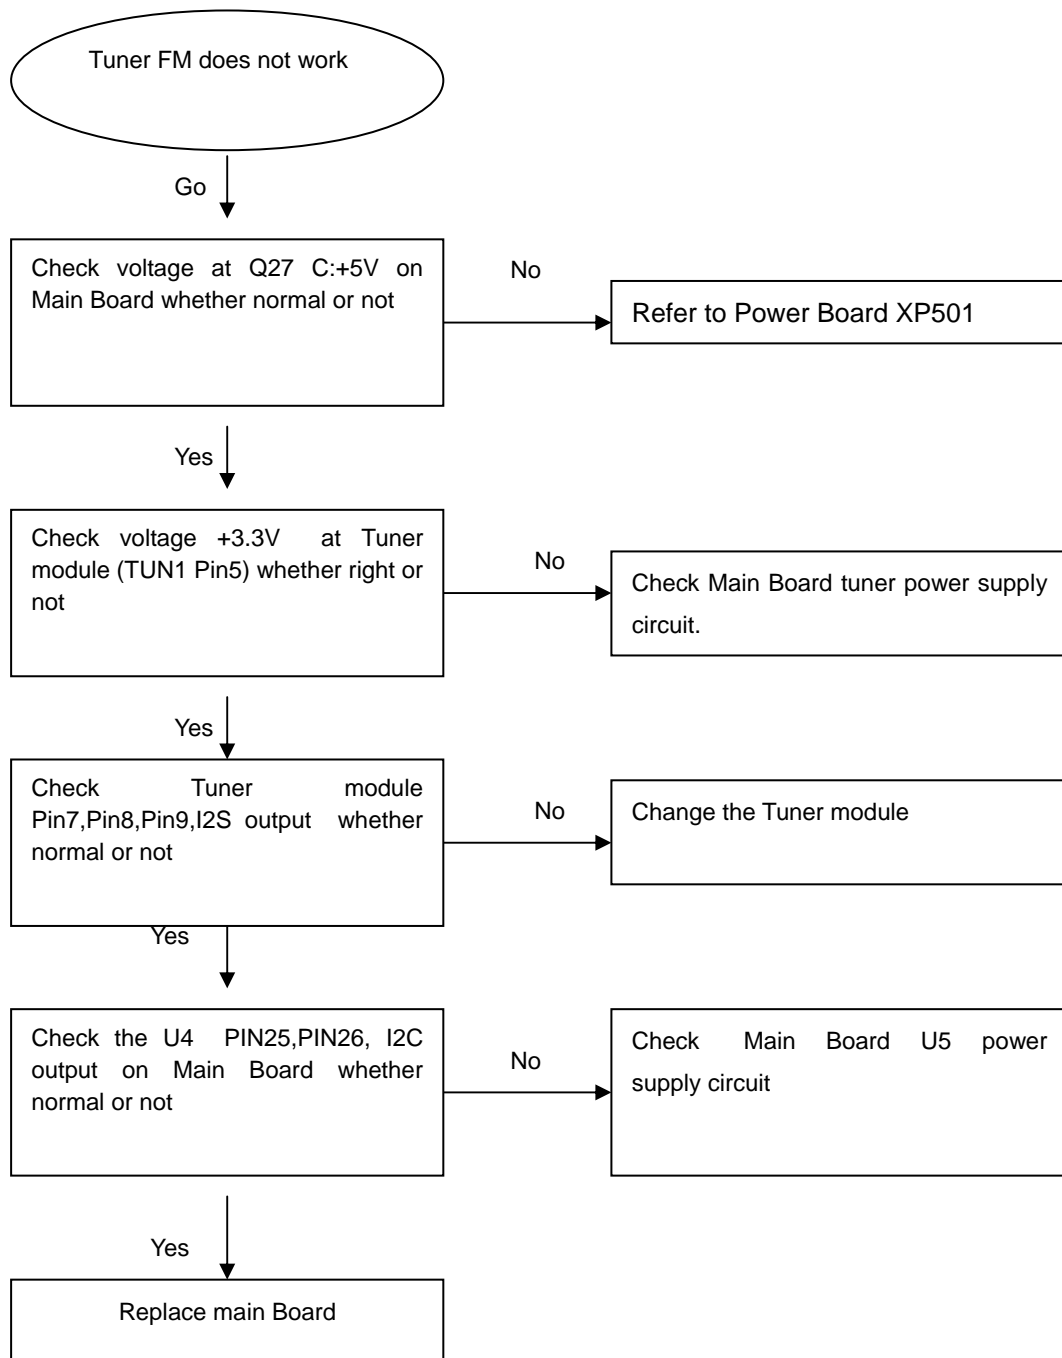 Tuner FM does not work
Go
Check voltage at Q27 C:+5V on
Main Board whether normal or not
No
Refer to Power Board XP501
Yes
Check voltage +3.3V at Tuner
module (TUN1 Pin5) whether right or
not
No
Check Main Board tuner power supply
circuit.
Yes
Check Tuner module
Pin7,Pin8,Pin9,I2S output whether
normal or not
No
Change the Tuner module
Yes
Check the U4 PIN25,PIN26, I2C
output on Main Board whether
normal or not
No
Check Main Board U5 power
supply circuit
Yes
Replace main Board